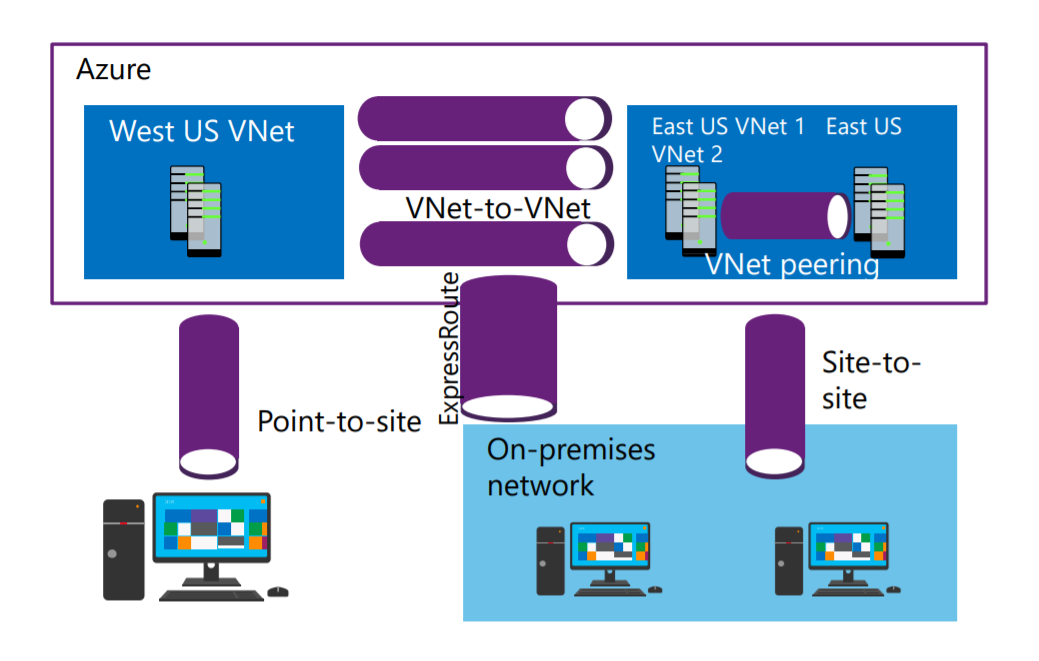 Azure
West US VNet
East US VNet 1 East US
VNet 2
VNet-to-VNet
VNet peering
ExpressRoute
Point-to-site
Site-to-
site
On-premises
network